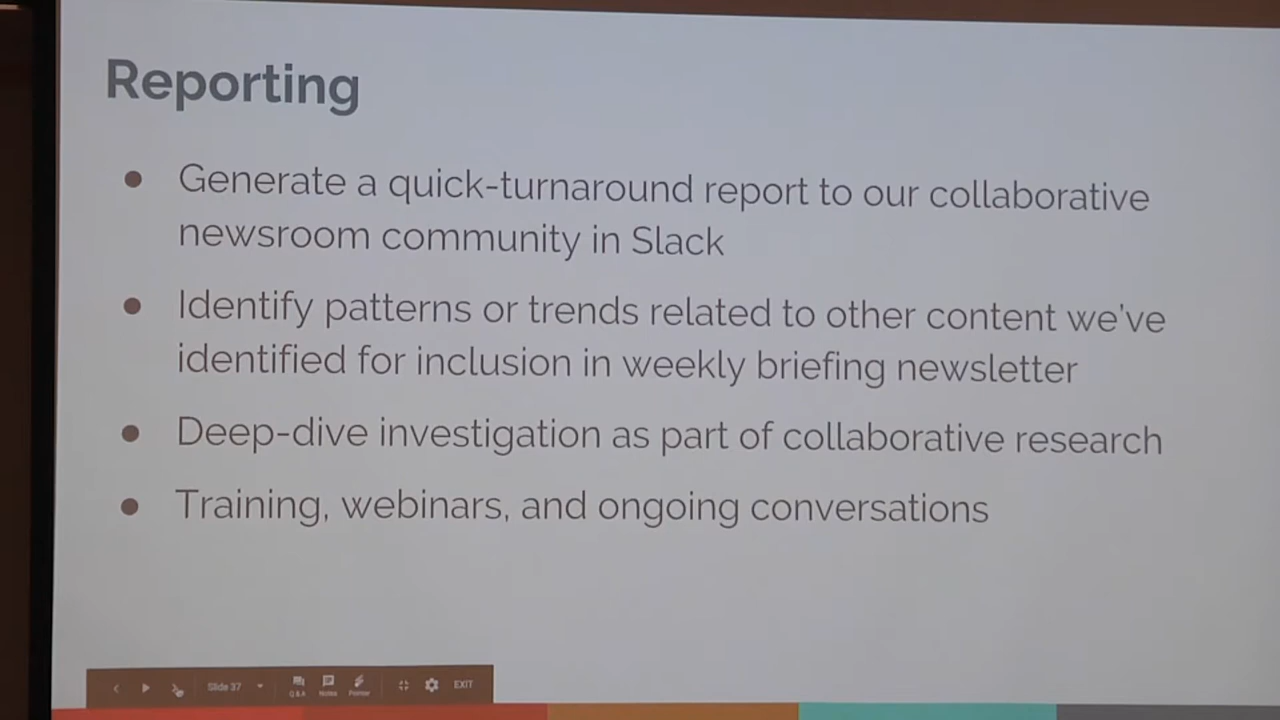 Reporting
● Generate a quick-turnaround report to our collaborative
newsroom community in Slack
● Identify patterns or trends related to other content we've
identified for inclusion in weekly briefing newsletter
● Deep-dive investigation as part of collaborative research
● Training, webinars, and ongoing conversations
Slide 37 Q&A Notes Pointer EXIT